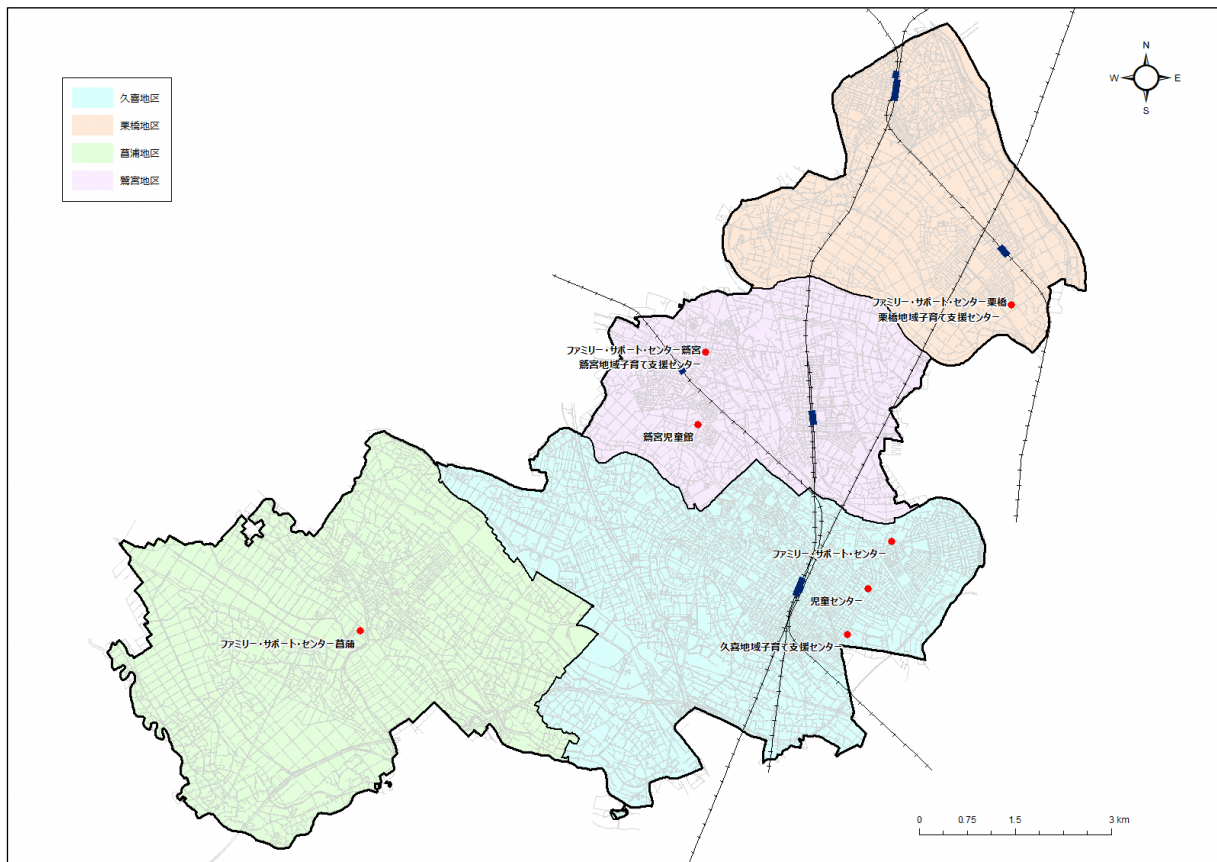 N
W
E
S
久喜地区
栗橋地区
菖蒲地区
鷲宮地区
ファミリー・サポート・センター栗橋
栗橋地域子育て支援センター
ファミリー・サポート・センター鷲宮
鷲宮地域子育て支援センター
鷲宮児童館
ファミリー・サポート・センター
児童センター
ファミリー・サポート・センター菖蒲
久喜地域子育て支援センター
0 0.75 1.5 3 km